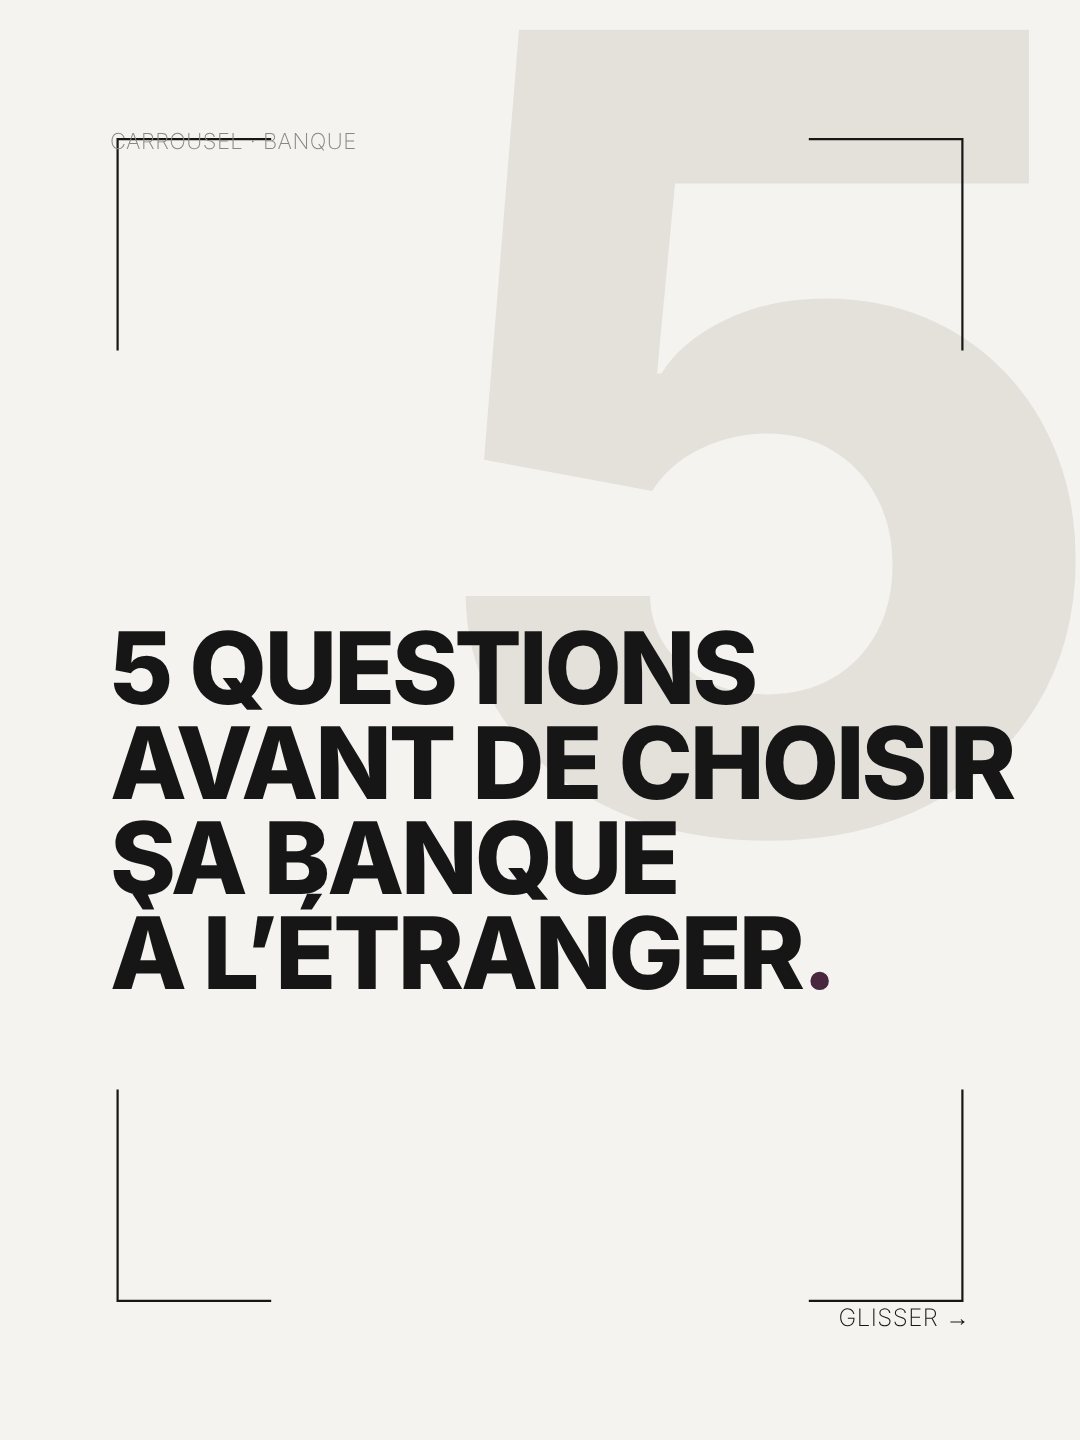 CARROUSEL · BANQUE
5
5 QUESTIONS
AVANT DE CHOISIR
SA BANQUE
À L’ÉTRANGER.
GLISSER →